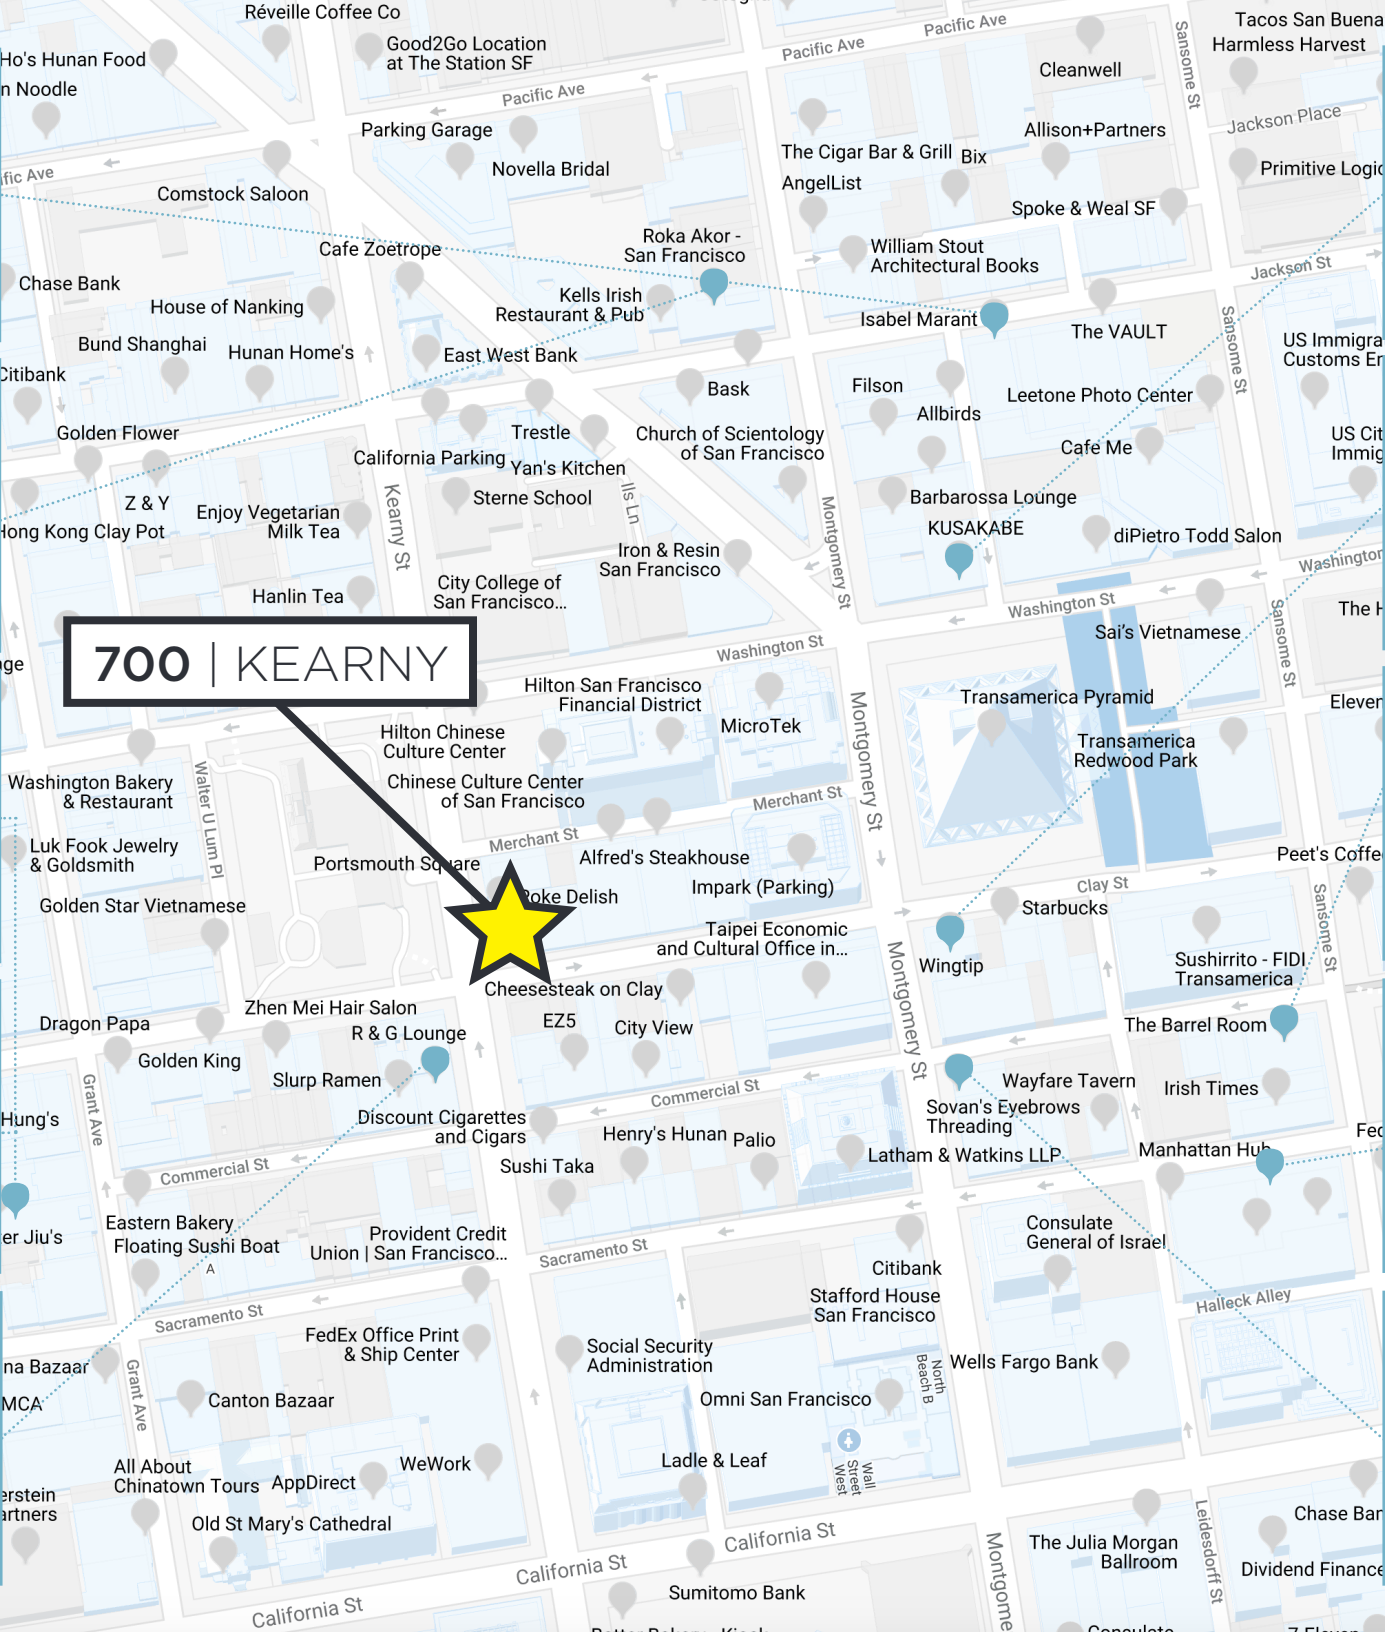 Réveille Coffee Co
Good2Go Location
at The Station SF
Ho's Hunan Food
n Noodle
Pacific Ave
Pacific Ave
Pacific Ave
Cleanwell
Sansome St
Tacos San Buena
Harmless Harvest
Jackson Place
Primitive Logic
Parking Garage
Novella Bridal
The Cigar Bar & Grill
Bix
Allison+Partners
AngelList
ific Ave
Comstock Saloon
Spoke & Weal SF
Cafe Zoetrope
Roka Akor -
San Francisco
William Stout
Architectural Books
Jackson St
Chase Bank
House of Nanking
Kells Irish
Restaurant & Pub
Isabel Marant
The VAULT
Sansome St
US Immigra
Customs En
Bund Shanghai
Hunan Home's
East West Bank
Citibank
Bask
Filson
Allbirds
Leetone Photo Center
Golden Flower
Trestle
Church of Scientology
of San Francisco
Cafe Me
US Cit
Immig
California Parking
Yan's Kitchen
Z & Y
Enjoy Vegetarian
Milk Tea
Kearny St
Sterne School
lls Ln
Montgomery St
Barbarossa Lounge
KUSAKABE
diPietro Todd Salon
Hong Kong Clay Pot
Iron & Resin
San Francisco
Washington
Hanlin Tea
City College of
San Francisco...
Washington St
The H
Sansome St
Sai's Vietnamese
Washington St
700 | KEARNY
ge
Hilton San Francisco
Financial District
MicroTek
Montgomery St
Transamerica Pyramid
Eleven
Hilton Chinese
Culture Center
Transamerica
Redwood Park
Washington Bakery
& Restaurant
Walter U Lum Pl
Chinese Culture Center
of San Francisco
Merchant St
Merchant St
Luk Fook Jewelry
& Goldsmith
Portsmouth Square
Alfred's Steakhouse
Impark (Parking)
Peet's Coffe
Clay St
Poke Delish
Golden Star Vietnamese
Starbucks
Sansome St
Taipei Economic
and Cultural Office in...
Montgomery St
Wingtip
Sushirrito - FIDI
Transamerica
Cheesesteak on Clay
Zhen Mei Hair Salon
EZ5
City View
Dragon Papa
R & G Lounge
The Barrel Room
Golden King
Slurp Ramen
Commercial St
Wayfare Tavern
Irish Times
Grant Ave
Hung's
Discount Cigarettes
and Cigars
Sovan's Eyebrows
Threading
Henry's Hunan
Palio
Fed
Latham & Watkins LLP
Manhattan Hub
Commercial St
Sushi Taka
er Jiu's
Eastern Bakery
Floating Sushi Boat
A
Provident Credit
Union | San Francisco...
Sacramento St
Consulate
General of Israel
Citibank
Stafford House
San Francisco
Halleck Alley
Sacramento St
FedEx Office Print
& Ship Center
Social Security
Administration
na Bazaar
Grant Ave
North
Beach B
Wells Fargo Bank
MCA
Canton Bazaar
Omni San Francisco
All About
Chinatown Tours
AppDirect
WeWork
Ladle & Leaf
Wall
Street
West
erstein
artners
Old St Mary's Cathedral
California St
California St
California St
Montgome
The Julia Morgan
Ballroom
Leidesdorff St
Chase Ban
Dividend Finance
Sumitomo Bank
Consulate